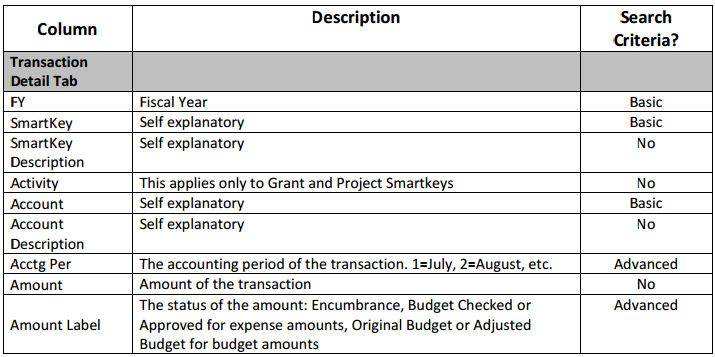 Column Description Search Criteria?
Transaction Detail Tab
FY Fiscal Year Basic
SmartKey Self explanatory Basic
SmartKey Description Self explanatory No
Activity This applies only to Grant and Project Smartkeys No
Account Self explanatory Basic
Account Description Self explanatory No
Acctg Per The accounting period of the transaction. 1=July, 2=August, etc. Advanced
Amount Amount of the transaction No
Amount Label The status of the amount: Encumbrance, Budget Checked or Approved for expense amounts, Original Budget or Adjusted Budget for budget amounts Advanced